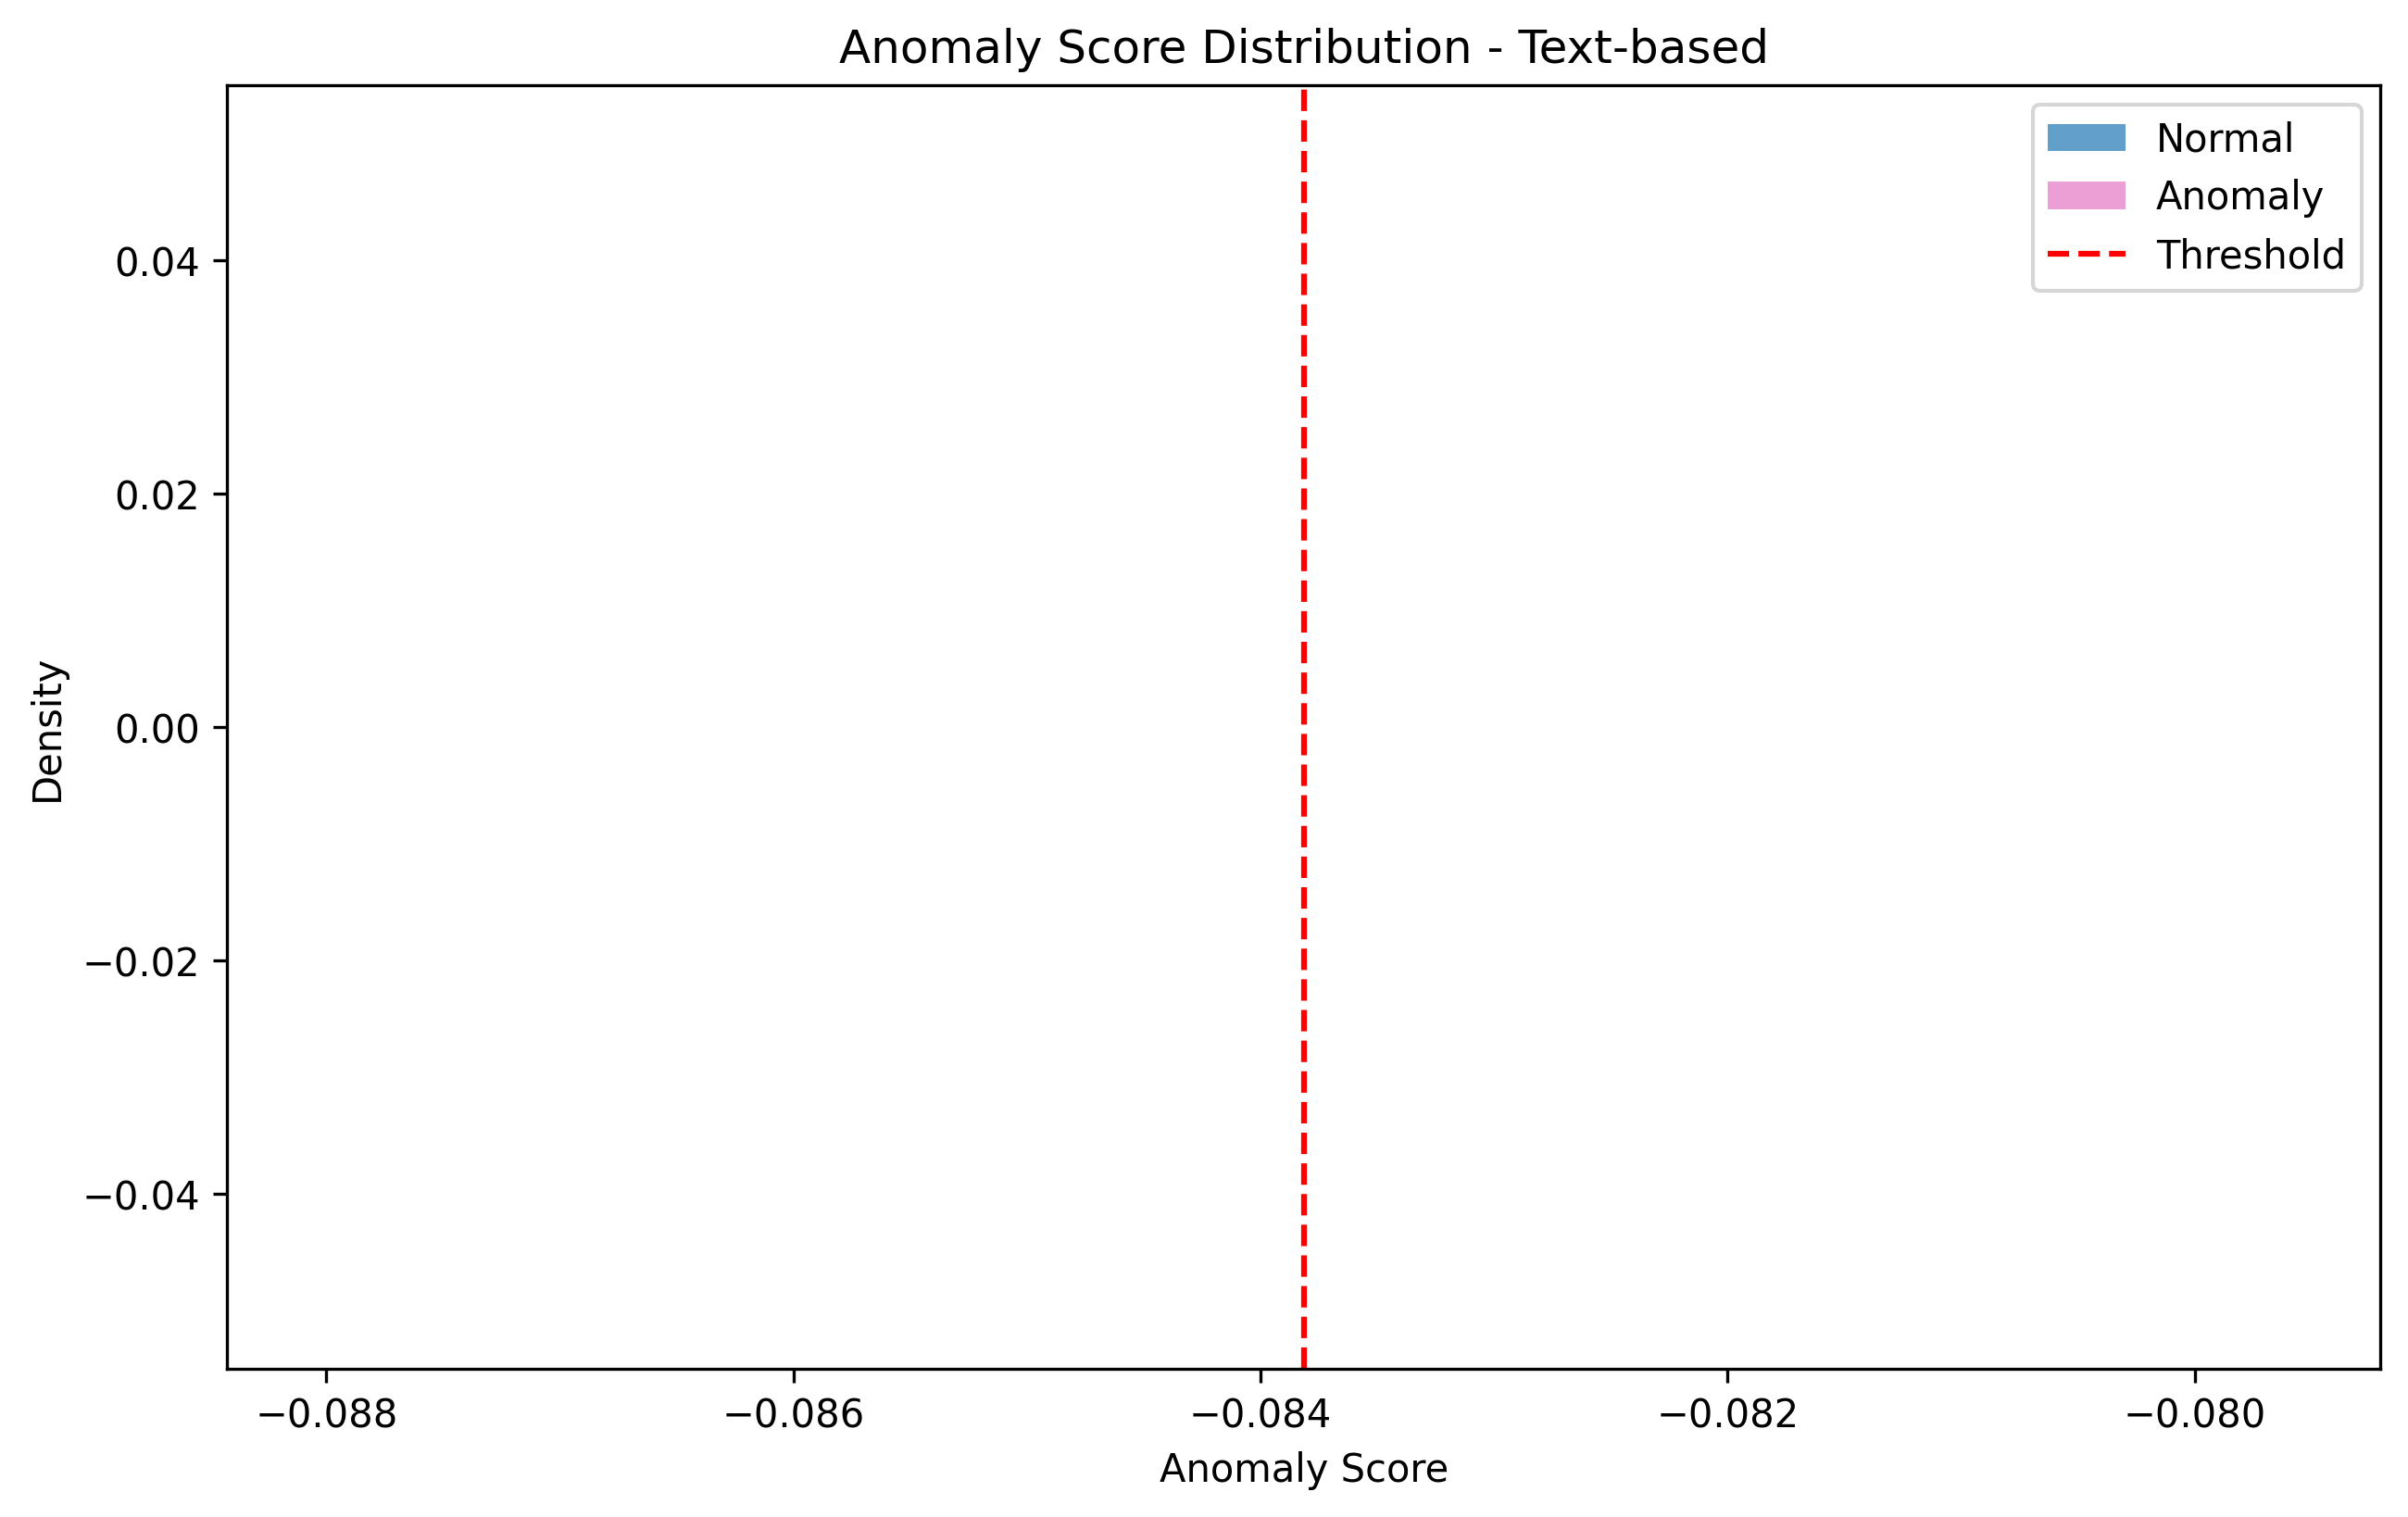 Anomaly Score Distribution - Text-based
Normal
Anomaly
Threshold
0.04
0.02
0.00
−0.02
−0.04
Density
−0.088
−0.086
−0.084
−0.082
−0.080
Anomaly Score